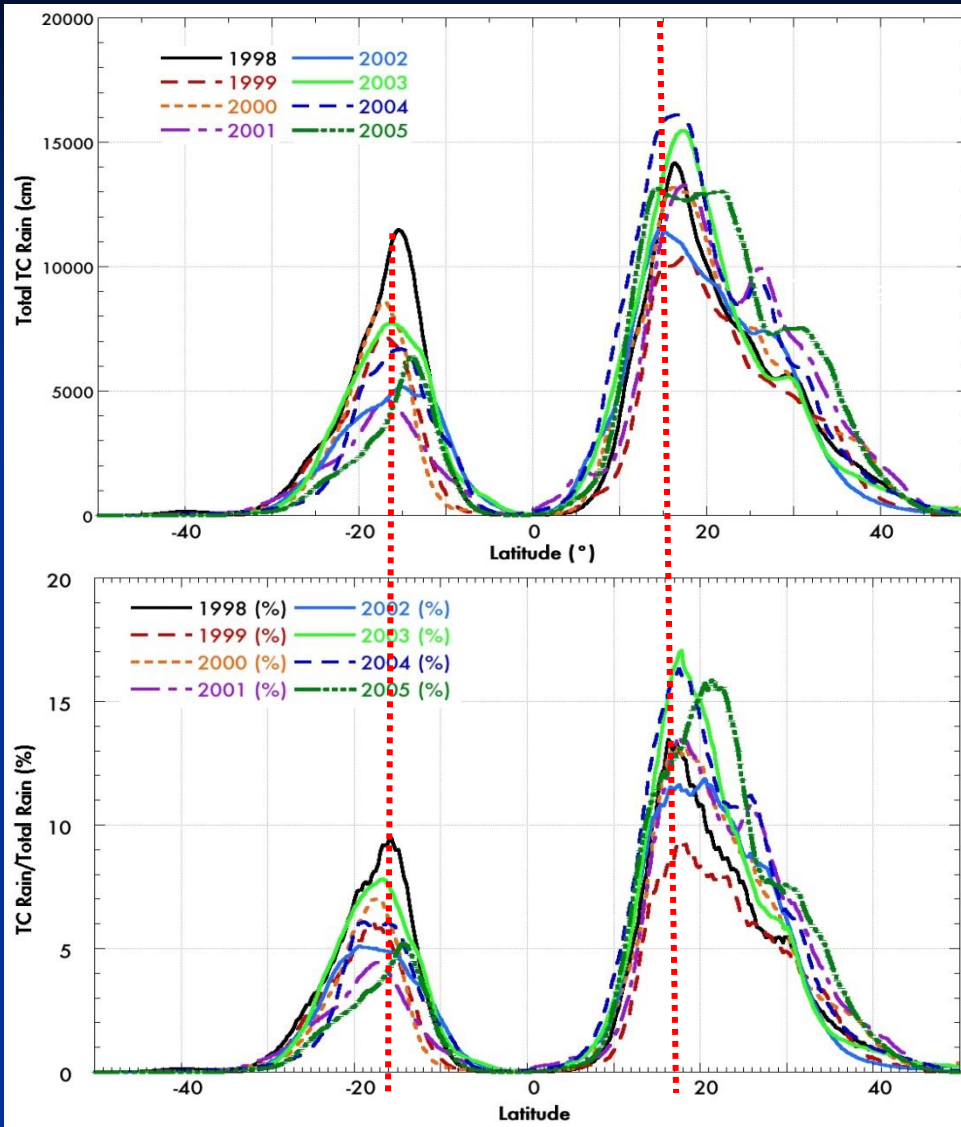 20000
15000
10000
5000
0
Total TC Rain (cm)
1998 2002
1999 2003
2000 2004
2001 2005
-40 -20 0 20 40
Latitude (°)
20
15
10
5
0
TC Rain/Total Rain (%)
1998 (%) 2002 (%)
1999 (%) 2003 (%)
2000 (%) 2004 (%)
2001 (%) 2005 (%)
-40 -20 0 20 40
Latitude